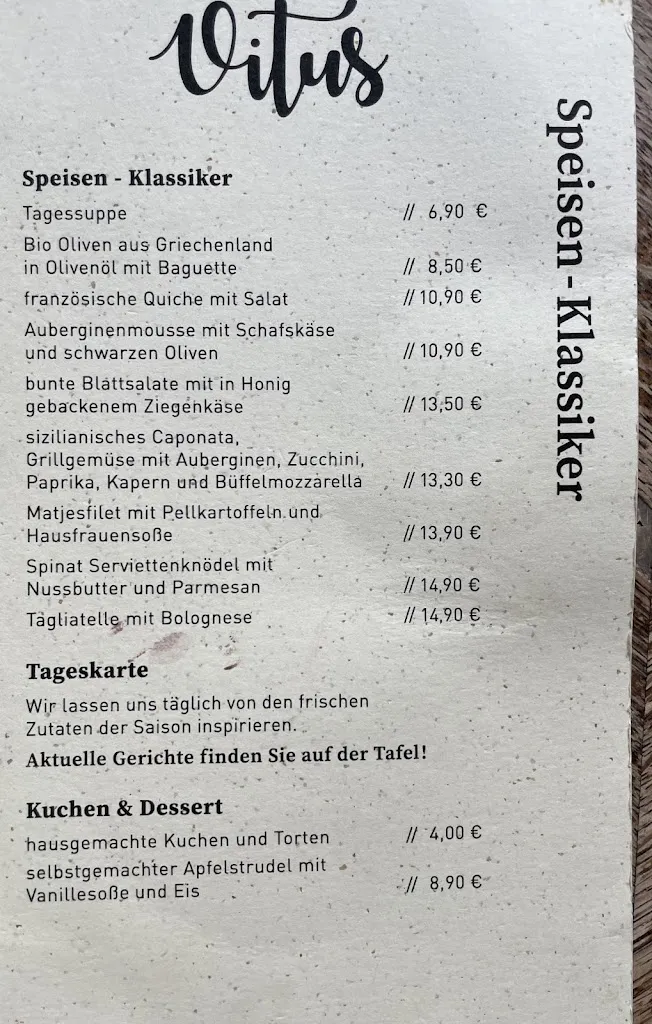 Vitus
Speisen - Klassiker
Speisen - Klassiker
Tagessuppe // 6,90 €
Bio Oliven aus Griechenland
in Olivenöl mit Baguette // 8,50 €
französische Quiche mit Salat // 10,90 €
Auberginenmousse mit Schafskäse
und schwarzen Oliven // 10,90 €
bunte Blattsalate mit in Honig
gebackenem Ziegenkäse // 13,50 €
sizilianisches Caponata,
Grillgemüse mit Auberginen, Zucchini,
Paprika, Kapern und Büffelmozzarella // 13,30 €
Matjesfilet mit Pellkartoffeln und
Hausfrauensoße // 13,90 €
Spinat Serviettenknödel mit
Nussbutter und Parmesan // 14,90 €
Tagliatelle mit Bolognese // 14,90 €
Tageskarte
Wir lassen uns täglich von den frischen
Zutaten der Saison inspirieren.
Aktuelle Gerichte finden Sie auf der Tafel!
Kuchen & Dessert
hausgemachte Kuchen und Torten // 4,00 €
selbstgemachter Apfelstrudel mit
Vanillesoße und Eis // 8,90 €